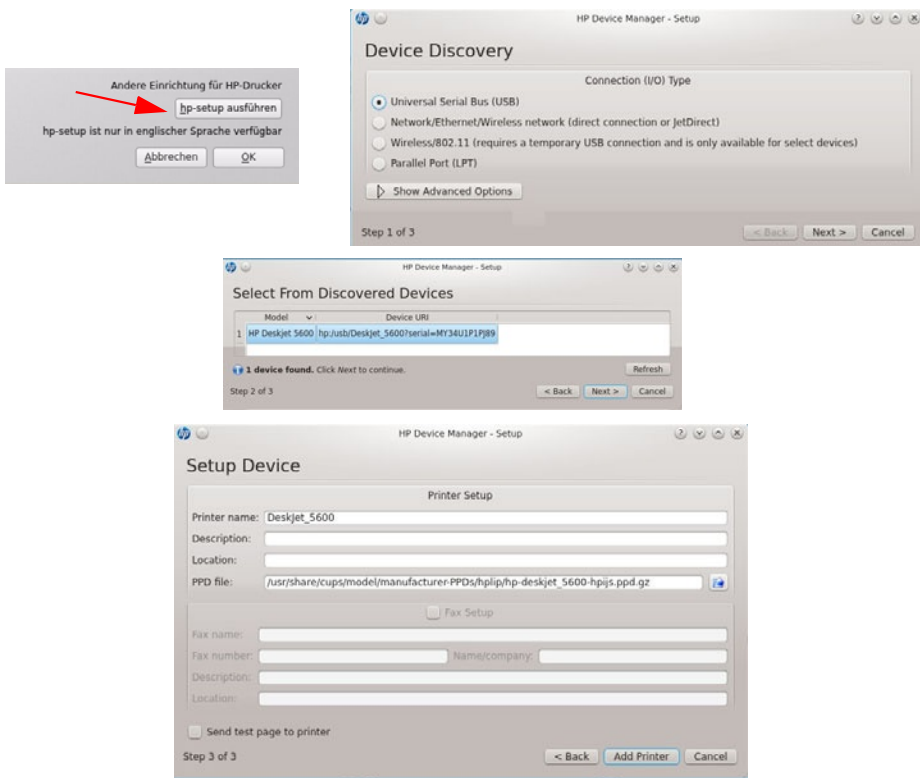 Andere Einrichtung für HP-Drucker
hp-setup ausführen
hp-setup ist nur in englischer Sprache verfügbar
Abbrechen OK
HP Device Manager - Setup
Device Discovery
Connection (I/O) Type
Universal Serial Bus (USB)
Network/Ethernet/Wireless network (direct connection or JetDirect)
Wireless/802.11 (requires a temporary USB connection and is only available for select devices)
Parallel Port (LPT)
Show Advanced Options
Step 1 of 3 < Back Next > Cancel
HP Device Manager - Setup
Select From Discovered Devices
Model Device URI
1 HP Deskjet 5600 hp:/usb/Deskjet_5600?serial=MY34U1P1PJ89
1 device found. Click Next to continue. Refresh
Step 2 of 3 < Back Next > Cancel
HP Device Manager - Setup
Setup Device
Printer Setup
Printer name: Deskjet_5600
Description:
Location:
PPD file: /usr/share/cups/model/manufacturer-PPDs/hplip/hp-deskjet_5600-hpijs.ppd.gz
Fax Setup
Fax name:
Fax number: Name/company:
Description:
Location:
Send test page to printer
Step 3 of 3 < Back Add Printer Cancel